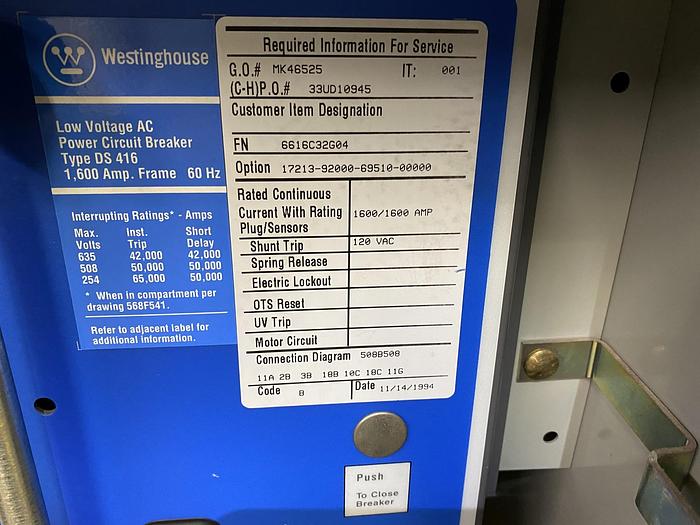 Westinghouse
Low Voltage AC
Power Circuit Breaker
Type DS 416
1,600 Amp. Frame 60 Hz
Interrupting Ratings* - Amps
Max. Inst. Short
Volts Trip Delay
635 42,000 42,000
508 50,000 50,000
254 65,000 50,000
* When in compartment per
drawing 568F541.
Refer to adjacent label for
additional information.
Required Information For Service
G.O.# MK46525 IT: 001
(C-H)P.O.# 33UD10945
Customer Item Designation
FN 6616C32G04
Option 17213-92000-69510-00000
Rated Continuous
Current With Rating 1600/1600 AMP
Plug/Sensors
Shunt Trip 120 VAC
Spring Release
Electric Lockout
OTS Reset
UV Trip
Motor Circuit
Connection Diagram 508B508
11A 2B 3B 18B 10C 18C 11G
Code B Date 11/14/1994
Push
To Close
Breaker